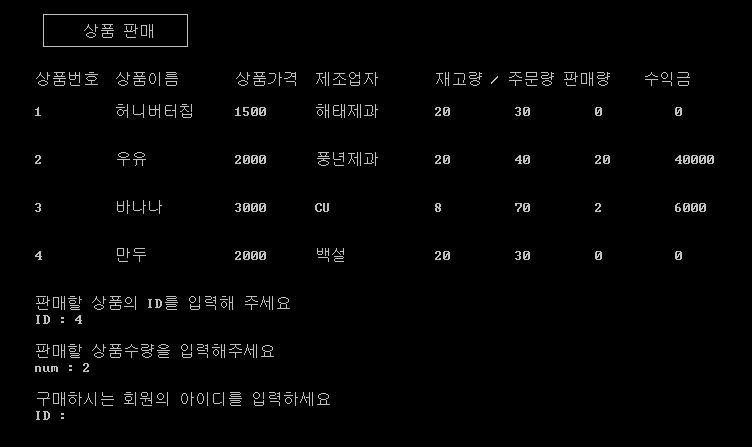 상품 판매
상품번호 상품이름 상품가격 제조업자 재고량 / 주문량 판매량 수익금
1 허니버터칩 1500 해태제과 20 30 0 0
2 우유 2000 풍년제과 20 40 20 40000
3 바나나 3000 CU 8 70 2 6000
4 만두 2000 백설 20 30 0 0
판매할 상품의 ID를 입력해 주세요
ID : 4
판매할 상품수량을 입력해주세요
num : 2
구매하시는 회원의 아이디를 입력하세요
ID :